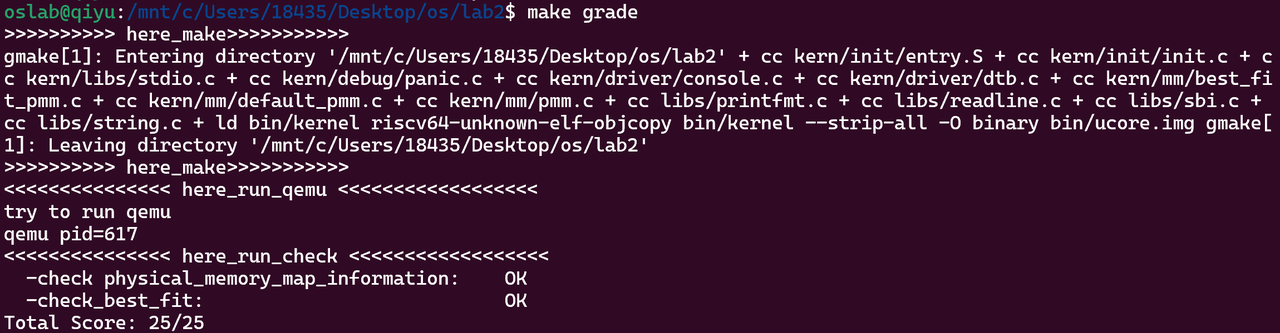 oslab@qiyu:/mnt/c/Users/18435/Desktop/os/lab2$ make grade
>>>>>>>>>> here_make>>>>>>>>>>>
gmake[1]: Entering directory '/mnt/c/Users/18435/Desktop/os/lab2' + cc kern/init/entry.S + cc kern/init/init.c + c
c kern/libs/stdio.c + cc kern/debug/panic.c + cc kern/driver/console.c + cc kern/driver/dtb.c + cc kern/mm/best_fi
t_pmm.c + cc kern/mm/default_pmm.c + cc kern/mm/pmm.c + cc libs/printfmt.c + cc libs/readline.c + cc libs/sbi.c +
cc libs/string.c + ld bin/kernel riscv64-unknown-elf-objcopy bin/kernel --strip-all -O binary bin/ucore.img gmake[
1]: Leaving directory '/mnt/c/Users/18435/Desktop/os/lab2'
>>>>>>>>>> here_make>>>>>>>>>>>
<<<<<<<<<<<<<<< here_run_qemu <<<<<<<<<<<<<<<<<<
try to run qemu
qemu pid=617
<<<<<<<<<<<<<<< here_run_check <<<<<<<<<<<<<<<<<<
  -check physical_memory_map_information:    OK
  -check_best_fit:                           OK
Total Score: 25/25